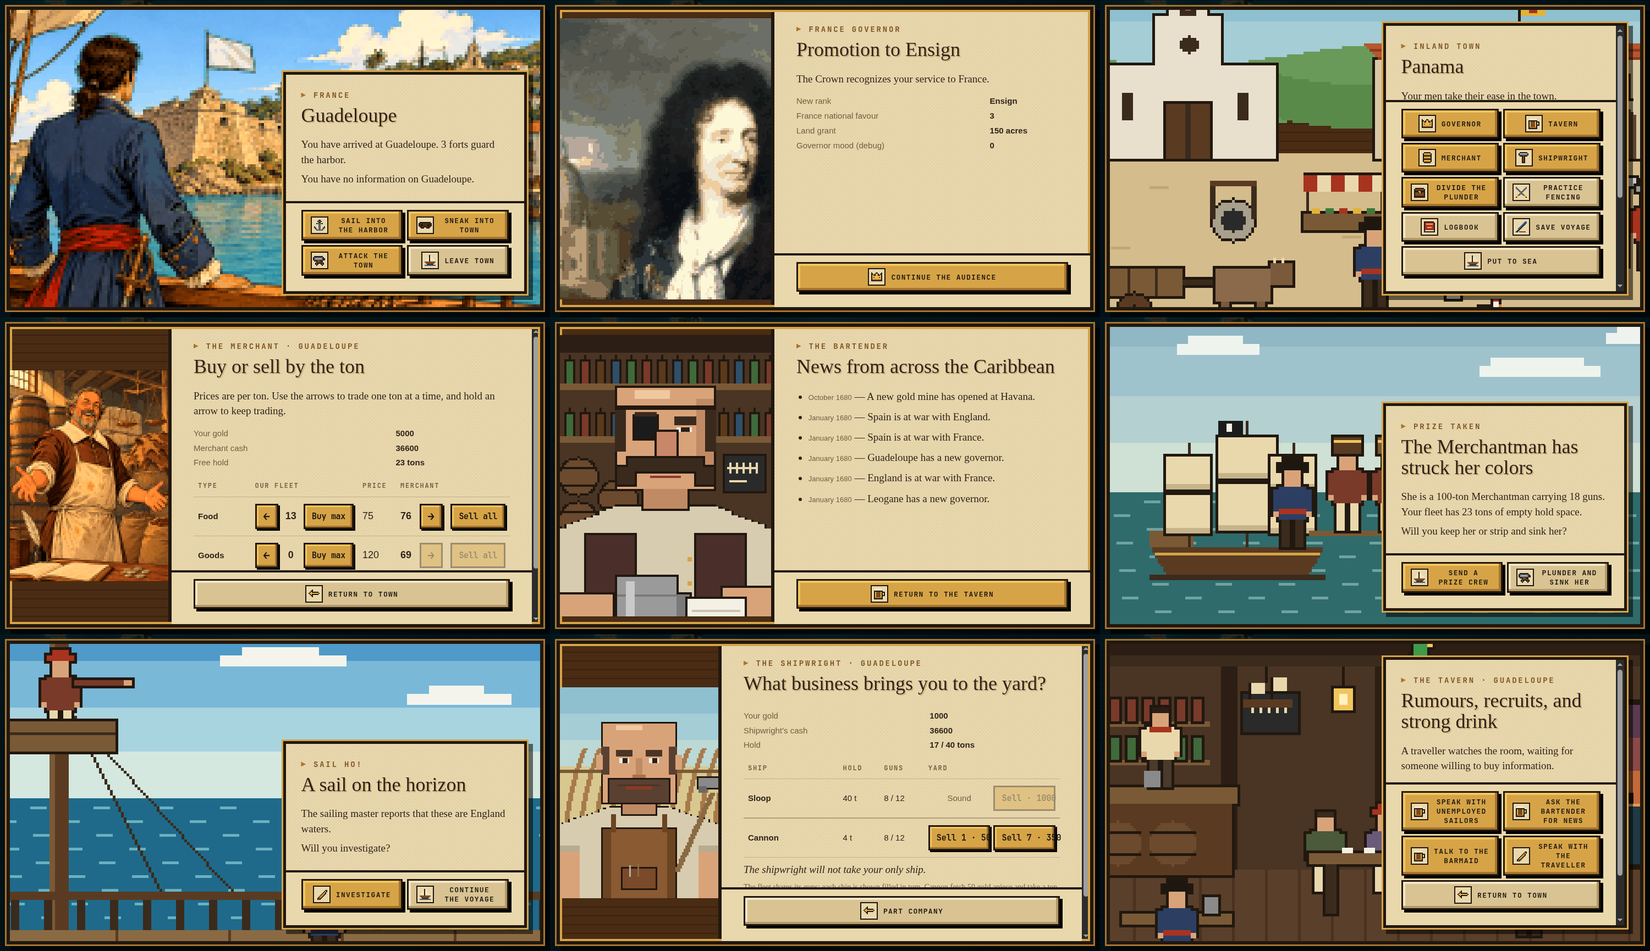 FRANCE
Guadeloupe
You have arrived at Guadeloupe. 3 forts guard
the harbor.
You have no information on Guadeloupe.
SAIL INTO
THE HARBOR
SNEAK INTO
TOWN
ATTACK THE
TOWN
LEAVE TOWN
FRANCE GOVERNOR
Promotion to Ensign
The Crown recognizes your service to France.
New rank Ensign
France national favour 3
Land grant 150 acres
Governor mood (debug) 0
CONTINUE THE AUDIENCE
INLAND TOWN
Panama
Your men take their ease in the town.
GOVERNOR
TAVERN
MERCHANT
SHIPWRIGHT
DIVIDE THE
PLUNDER
PRACTICE
FENCING
LOGBOOK
SAVE VOYAGE
PUT TO SEA
THE MERCHANT · GUADELOUPE
Buy or sell by the ton
Prices are per ton. Use the arrows to trade one ton at a time, and hold an
arrow to keep trading.
Your gold 5000
Merchant cash 36600
Free hold 23 tons
TYPE OUR FLEET PRICE MERCHANT
Food ← 13 Buy max 75 76 → Sell all
Goods ← 0 Buy max 120 69 → Sell all
RETURN TO TOWN
THE BARTENDER
News from across the Caribbean
• October 1680 — A new gold mine has opened at Havana.
• January 1680 — Spain is at war with England.
• January 1680 — Spain is at war with France.
• January 1680 — Guadeloupe has a new governor.
• January 1680 — England is at war with France.
• January 1680 — Leogane has a new governor.
RETURN TO THE TAVERN
PRIZE TAKEN
The Merchantman has
struck her colors
She is a 100-ton Merchantman carrying 18 guns.
Your fleet has 23 tons of empty hold space.
Will you keep her or strip and sink her?
SEND A
PRIZE CREW
PLUNDER AND
SINK HER
SAIL HO!
A sail on the horizon
The sailing master reports that these are England
waters.
Will you investigate?
INVESTIGATE
CONTINUE
THE VOYAGE
THE SHIPWRIGHT · GUADELOUPE
What business brings you to the yard?
Your gold 1000
Shipwright's cash 36600
Hold 17 / 40 tons
SHIP HOLD GUNS YARD
Sloop 40 t 8 / 12 Sound Sell · 1000
Cannon 4 t 8 / 12 Sell 1 · 50 Sell 7 · 350
The shipwright will not take your only ship.
PART COMPANY
THE TAVERN · GUADELOUPE
Rumours, recruits, and
strong drink
A traveller watches the room, waiting for
someone willing to buy information.
SPEAK WITH
UNEMPLOYED
SAILORS
ASK THE
BARTENDER
FOR NEWS
TALK TO THE
BARMAID
SPEAK WITH
THE
TRAVELLER
RETURN TO TOWN